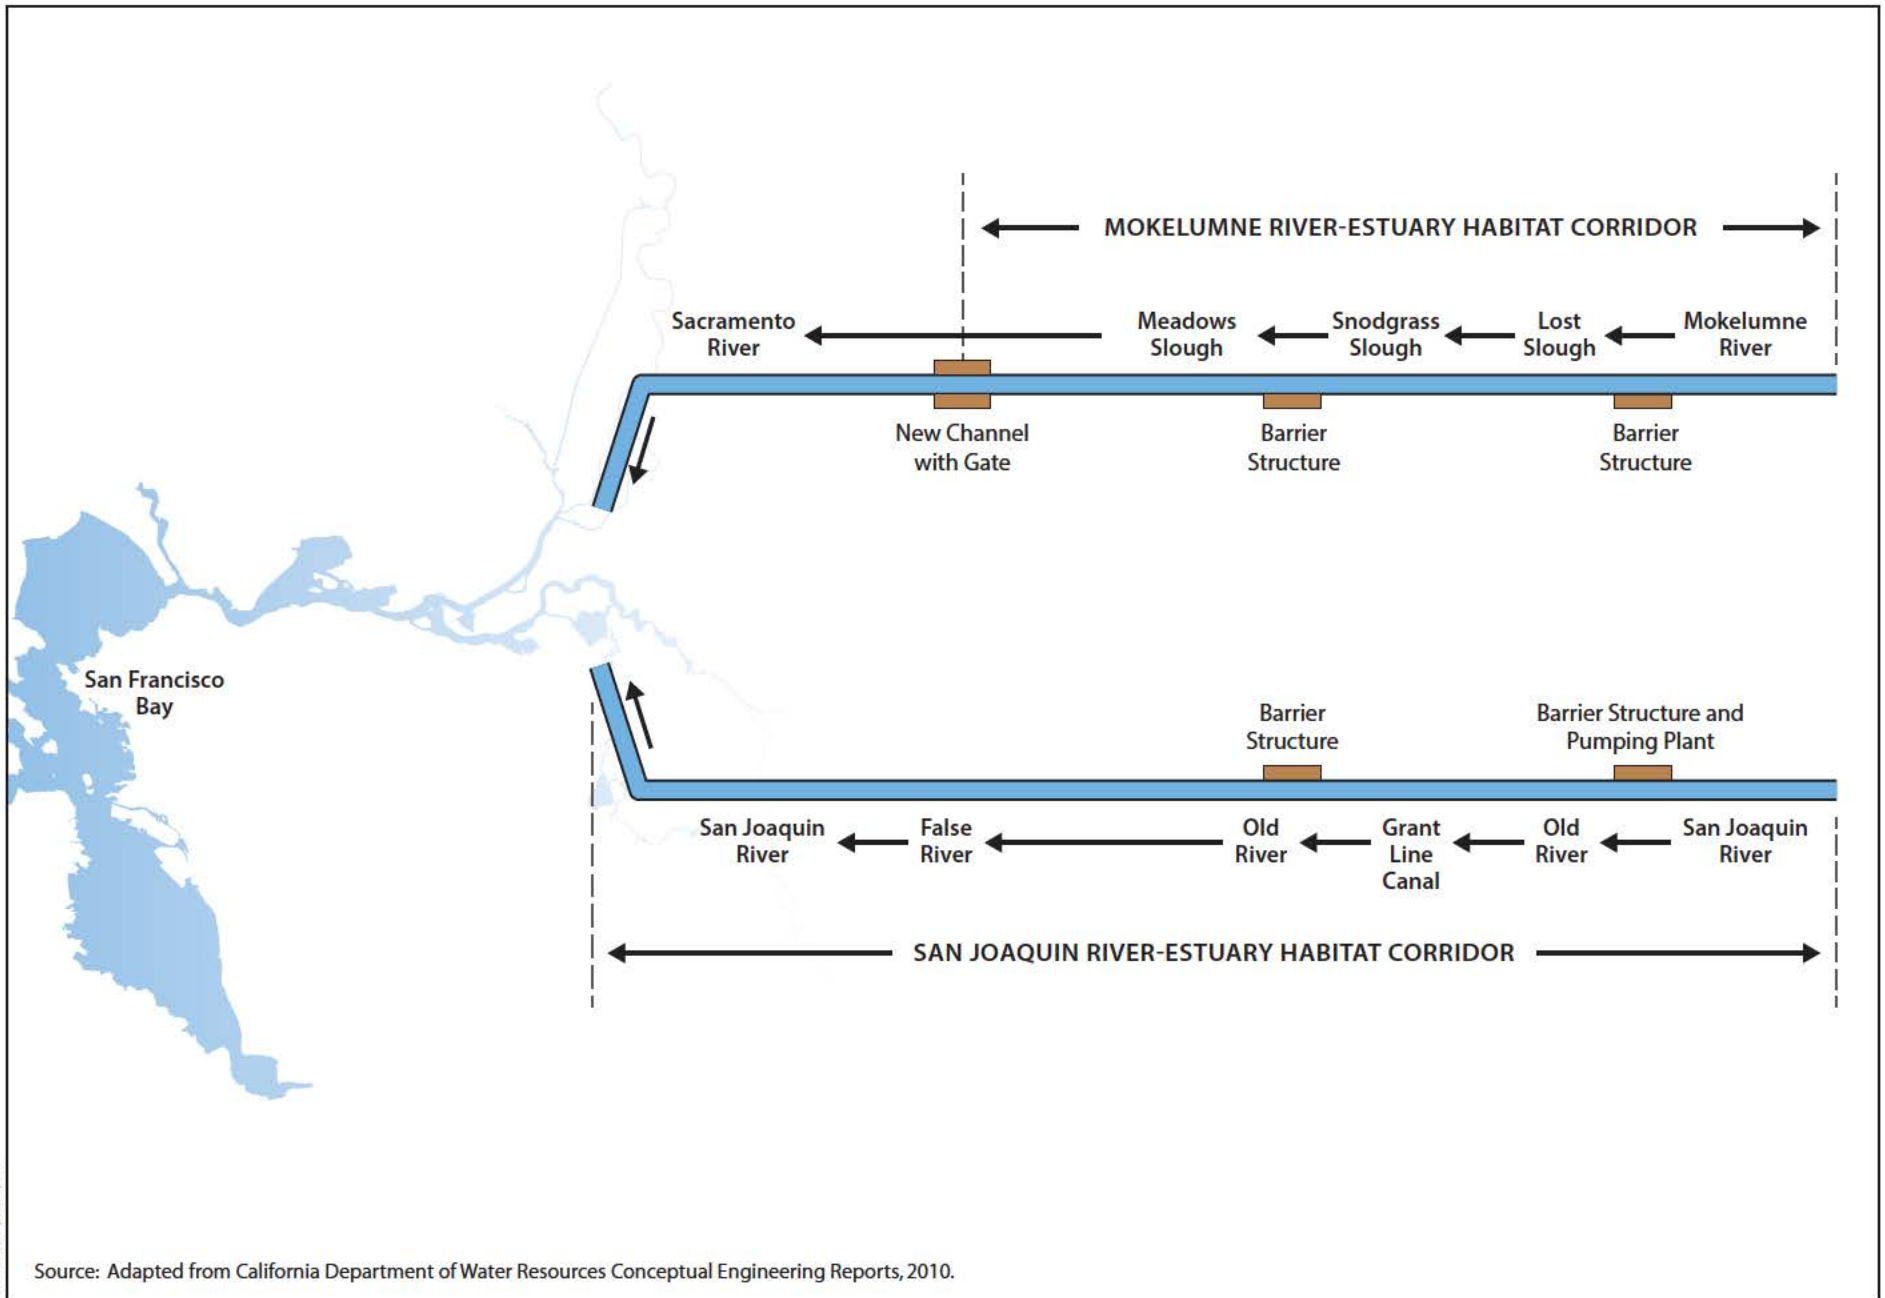 MOKELUMNE RIVER-ESTUARY HABITAT CORRIDOR
Sacramento
River
Meadows
Slough
Snodgrass
Slough
Lost
Slough
Mokelumne
River
New Channel
with Gate
Barrier
Structure
Barrier
Structure
San Francisco
Bay
Barrier
Structure
Barrier Structure and
Pumping Plant
San Joaquin
River
False
River
Old
River
Grant
Line
Canal
Old
River
San Joaquin
River
SAN JOAQUIN RIVER-ESTUARY HABITAT CORRIDOR
Source: Adapted from California Department of Water Resources Conceptual Engineering Reports, 2010.